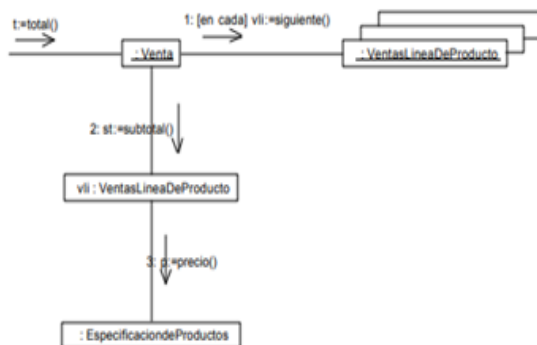 t:=total()
1: [en cada] vli:=siguiente()
: Venta
: VentasLineaDeProducto
2: st:=subtotal()
vli : VentasLineaDeProducto
3: p:=precio()
: EspecificaciondeProductos